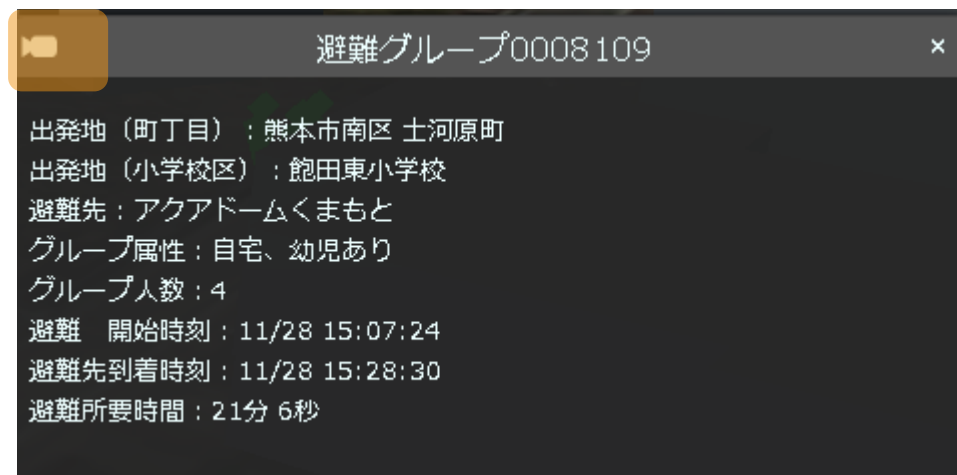 避難グループ0008109 ×
出発地（町丁目）：熊本市南区 土河原町
出発地（小学校区）：飽田東小学校
避難先：アクアドームくまもと
グループ属性：自宅、幼児あり
グループ人数：4
避難　開始時刻：11/28 15:07:24
避難先到着時刻：11/28 15:28:30
避難所要時間：21分 6秒